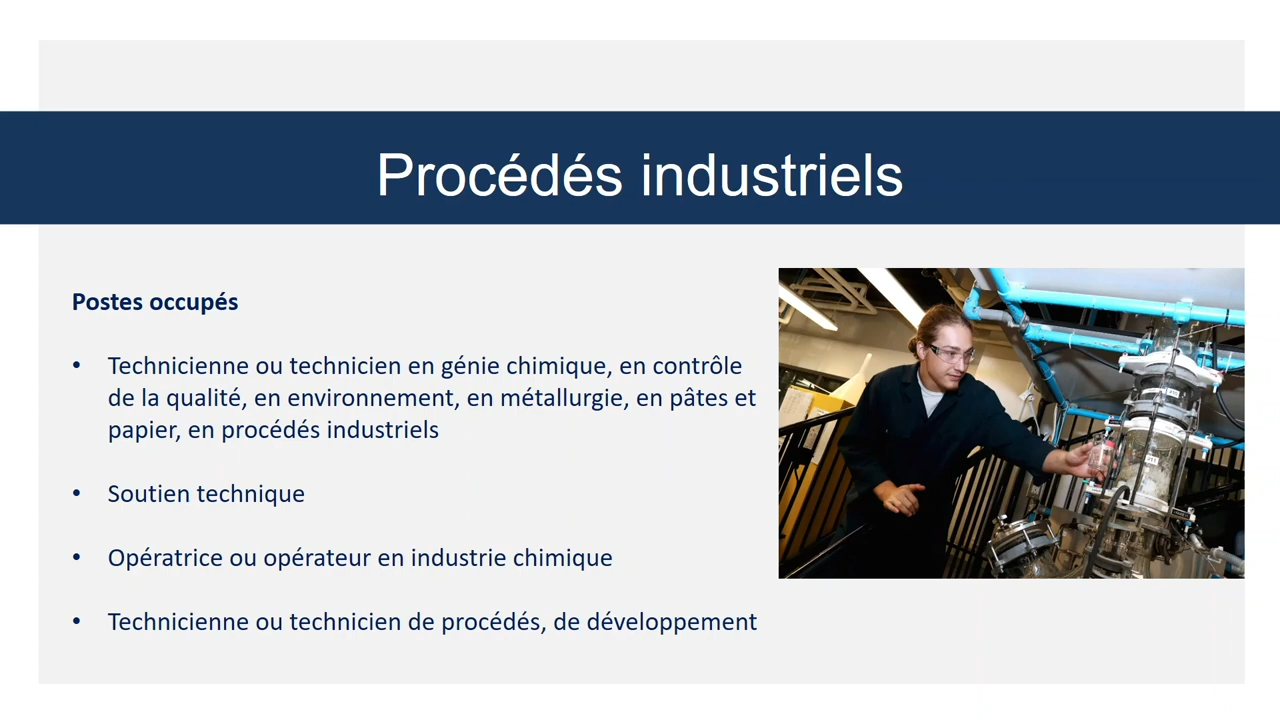 Procédés industriels
Postes occupés
• Technicienne ou technicien en génie chimique, en contrôle
de la qualité, en environnement, en métallurgie, en pâtes et
papier, en procédés industriels
• Soutien technique
• Opératrice ou opérateur en industrie chimique
• Technicienne ou technicien de procédés, de développement